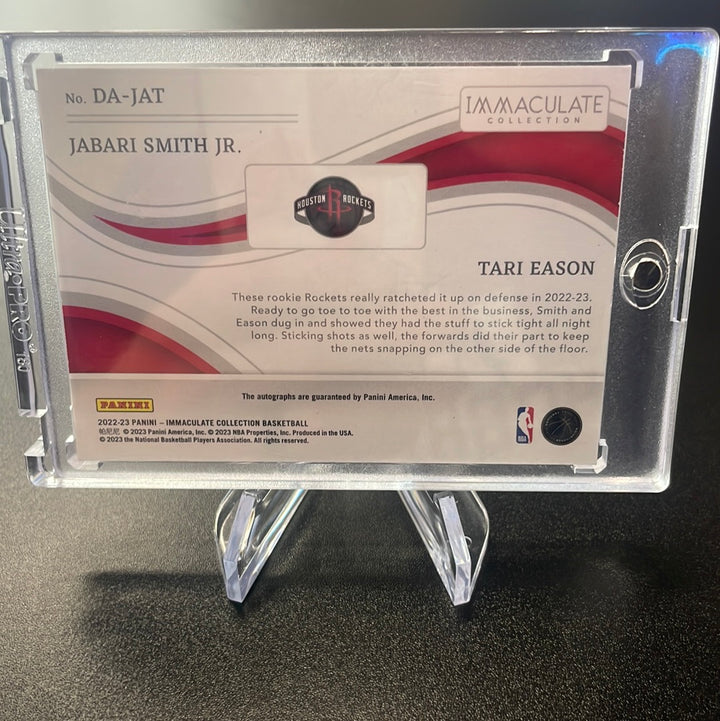 No. DA-JAT
IMMACULATE
COLLECTION
JABARI SMITH JR.
HOUSTON R ROCKETS
TARI EASON
These rookie Rockets really ratcheted it up on defense in 2022-23.
Ready to go toe to toe with the best in the business, Smith and
Eason dug in and showed they had the stuff to stick tight all night
long. Sticking shots as well, the forwards did their part to keep
the nets snapping on the other side of the floor.
The autographs are guaranteed by Panini America, Inc.
PANINI
2022-23 PANINI – IMMACULATE COLLECTION BASKETBALL
帕尼尼 © 2023 Panini America, Inc. © 2023 NBA Properties, Inc. Produced in the USA.
© 2023 the National Basketball Players Association. All rights reserved.
NBA
UltraPRO
180